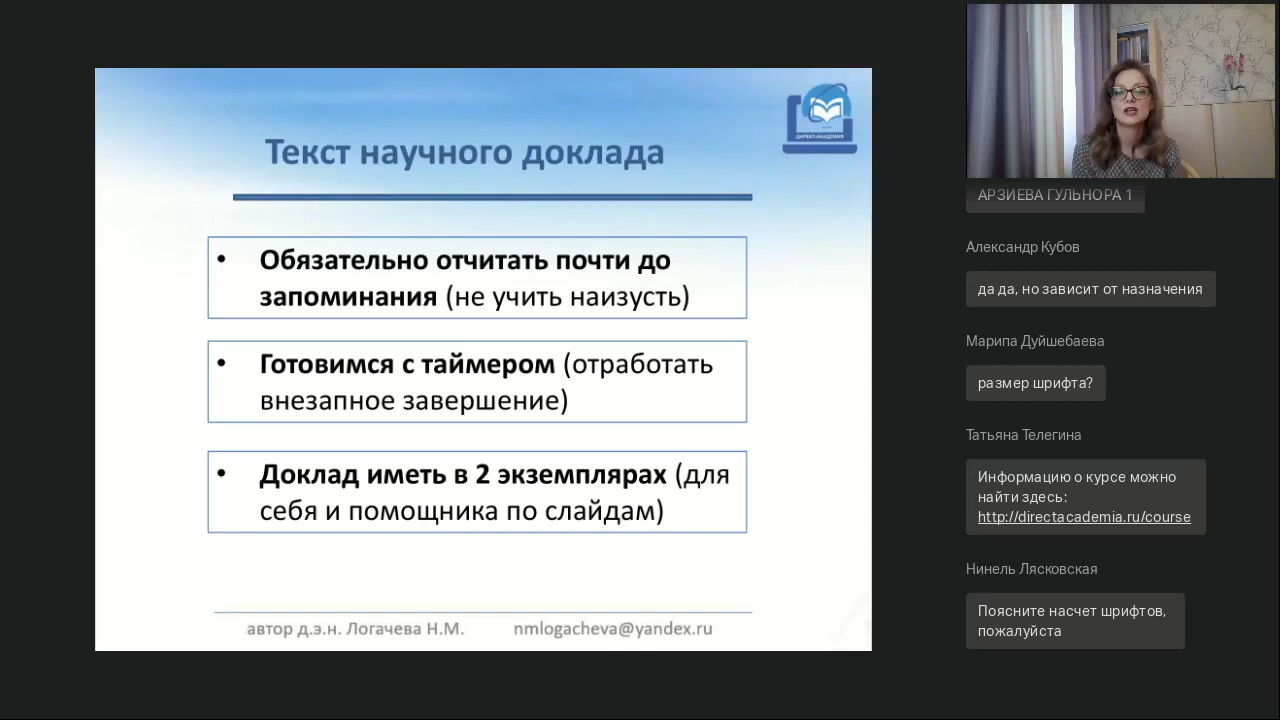 ДИРЕКТ-АКАДЕМИЯ
Текст научного доклада
• Обязательно отчитать почти до
запоминания (не учить наизусть)
• Готовимся с таймером (отработать
внезапное завершение)
• Доклад иметь в 2 экземплярах (для
себя и помощника по слайдам)
автор д.э.н. Логачева Н.М. nmlogacheva@yandex.ru
АРЗИЕВА ГУЛЬНОРА 1
Александр Кубов
да да, но зависит от назначения
Марипа Дуйшебаева
размер шрифта?
Татьяна Телегина
Информацию о курсе можно
найти здесь:
http://directacademia.ru/course
Нинель Лясковская
Поясните насчет шрифтов,
пожалуйста